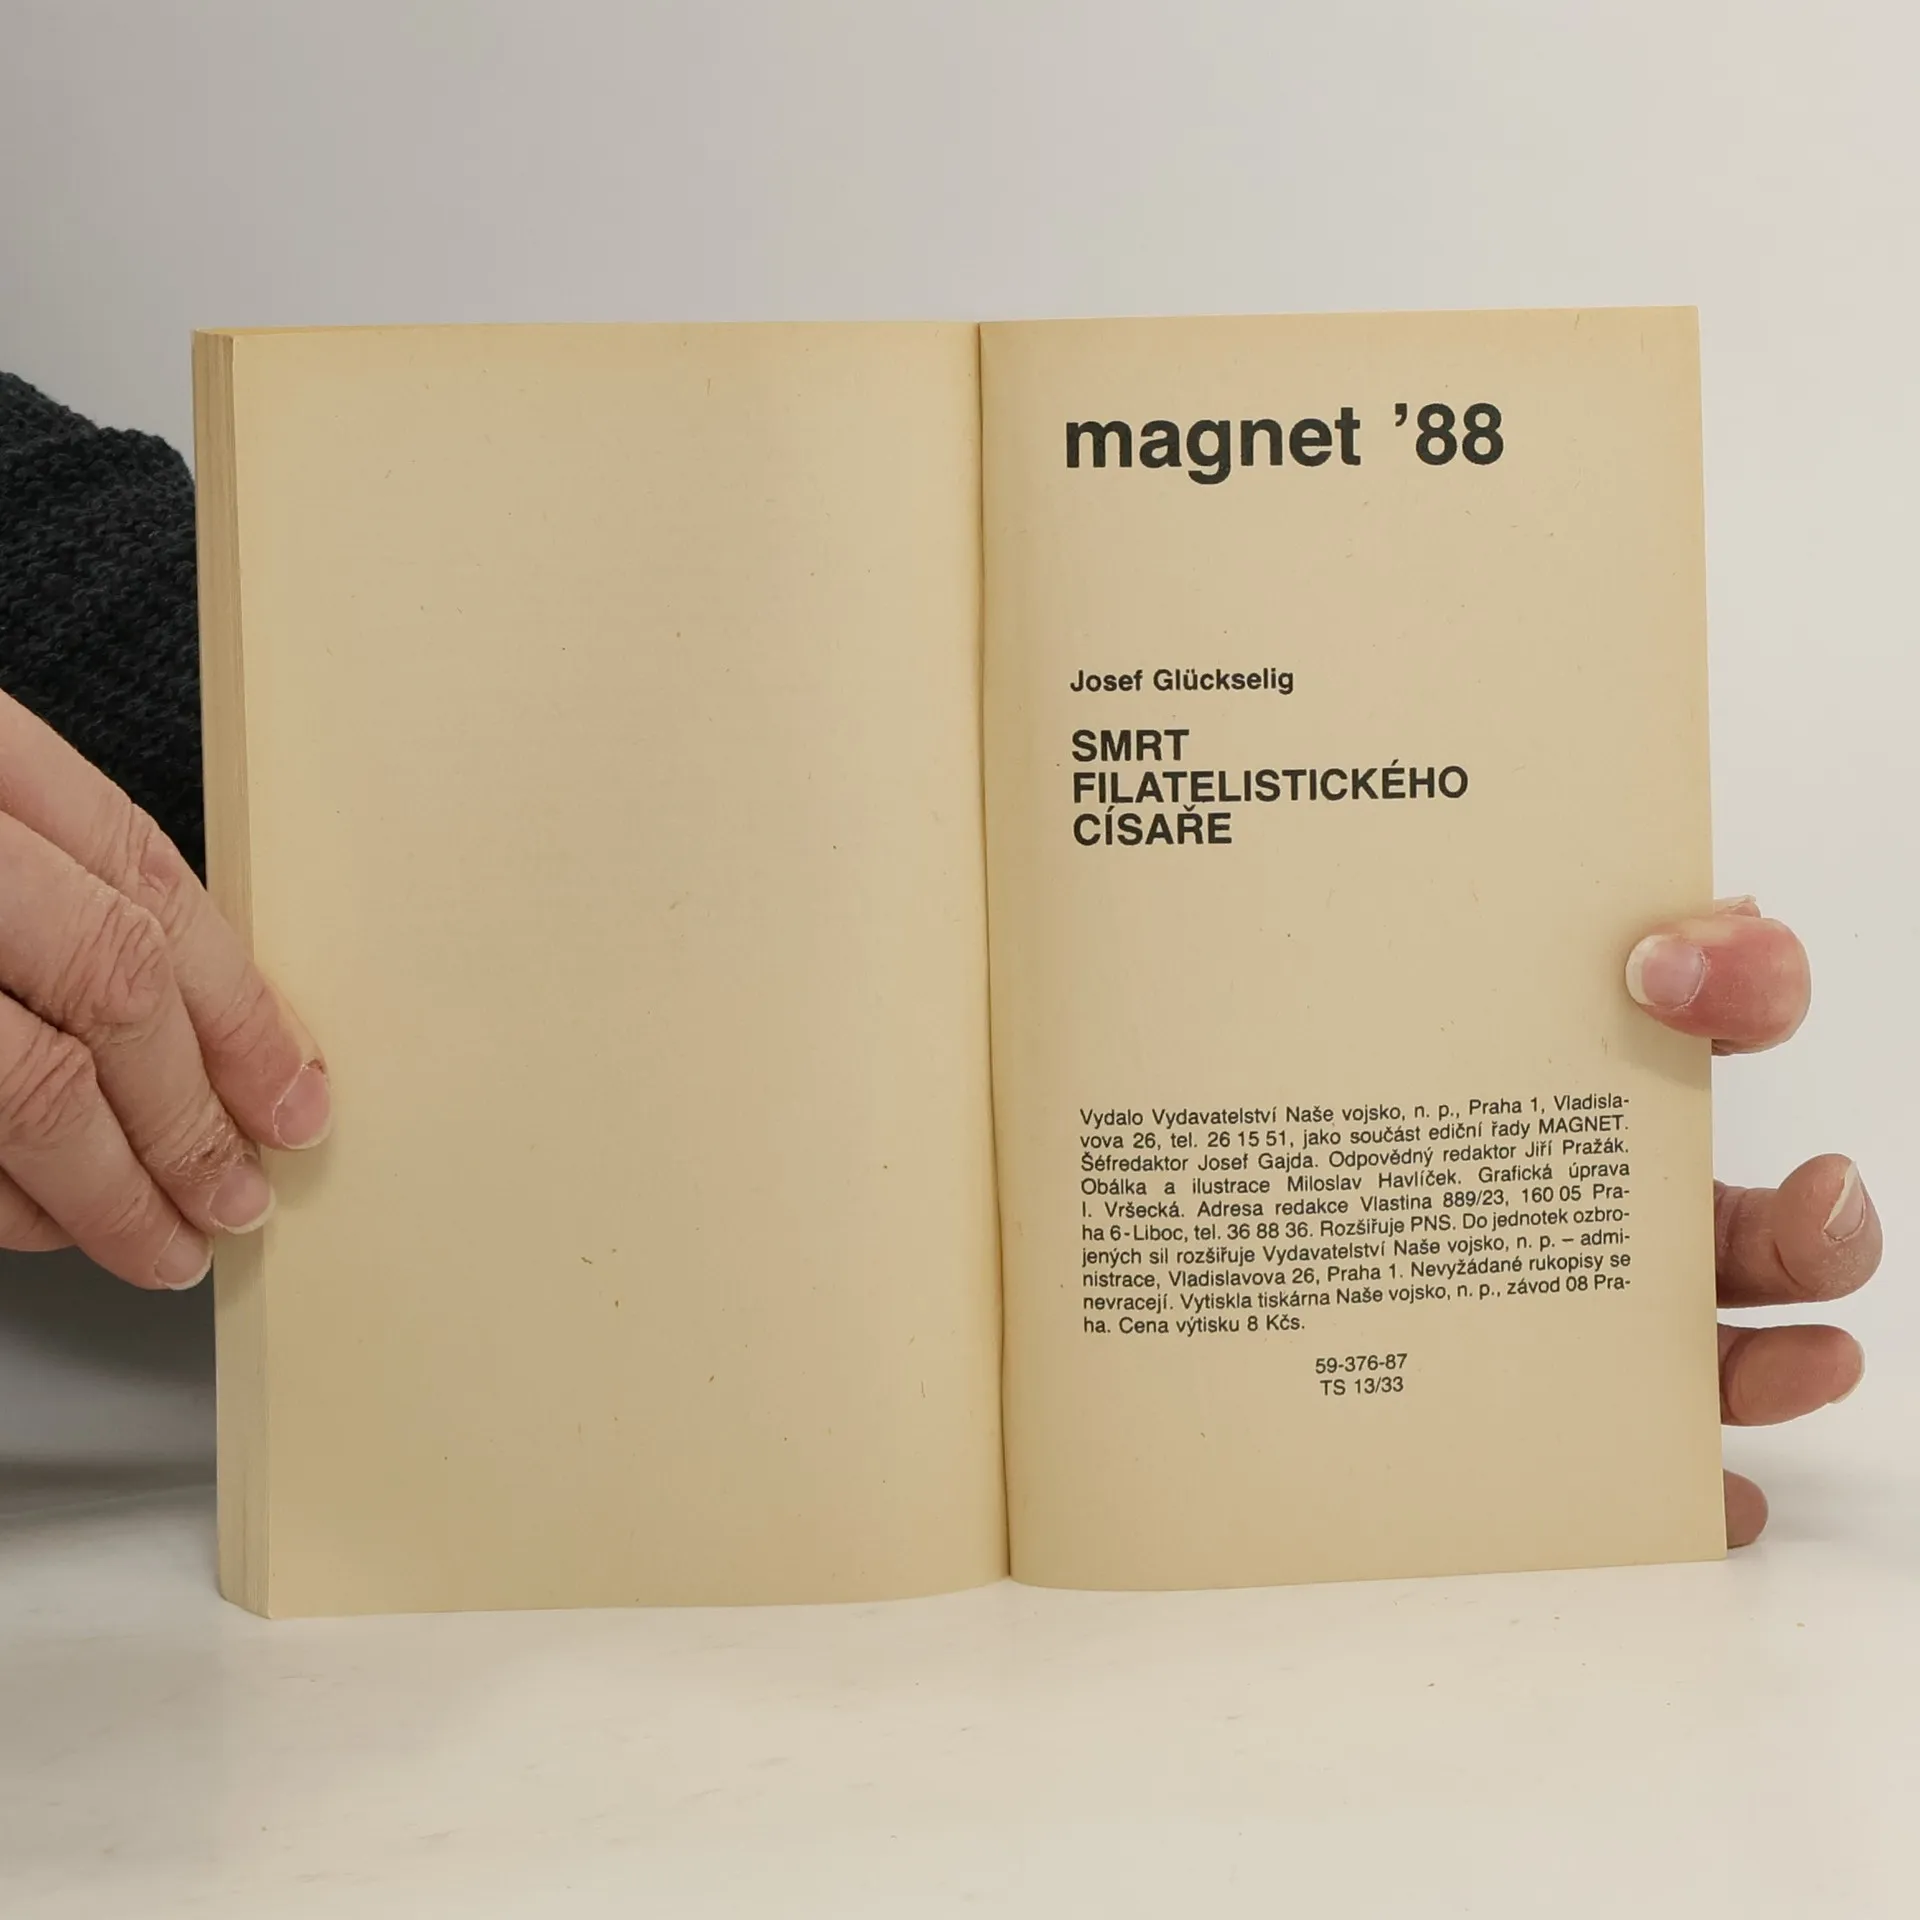 magnet ’88
Josef Glückselig
SMRT
FILATELISTICKÉHO
CÍSAŘE
Vydalo Vydavatelství Naše vojsko, n. p., Praha 1, Vladisla-
vova 26, tel. 26 15 51, jako součást ediční řady MAGNET.
Šéfredaktor Josef Gajda. Odpovědný redaktor Jiří Pražák.
Obálka a ilustrace Miloslav Havlíček. Grafická úprava
I. Vršecká. Adresa redakce Vlastina 889/23, 160 05 Pra-
ha 6-Liboc, tel. 36 88 36. Rozšiřuje PNS. Do jednotek ozbro-
jených sil rozšiřuje Vydavatelství Naše vojsko, n. p. – admi-
nistrace, Vladislavova 26, Praha 1. Nevyžádané rukopisy se
nevracejí. Vytiskla tiskárna Naše vojsko, n. p., závod 08 Pra-
ha. Cena výtisku 8 Kčs.
59-376-87
TS 13/33